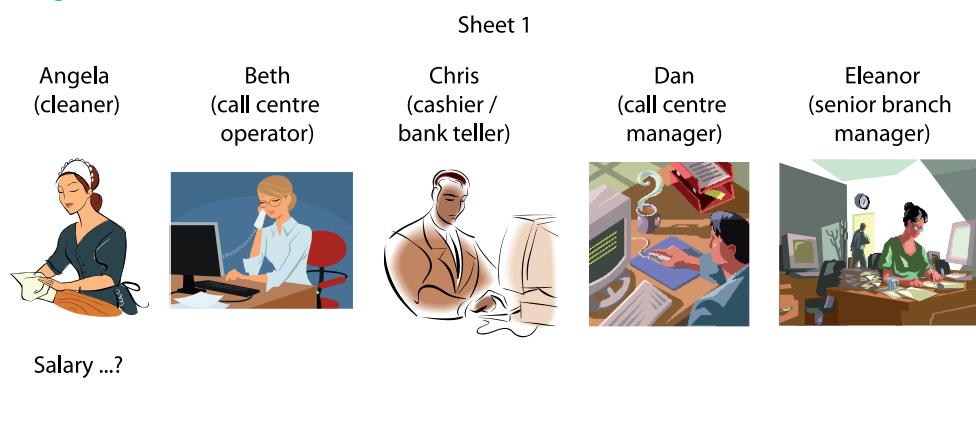 Sheet 1
Angela
(cleaner)
Beth
(call centre
operator)
Chris
(cashier /
bank teller)
Dan
(call centre
manager)
Eleanor
(senior branch
manager)
Salary ...?